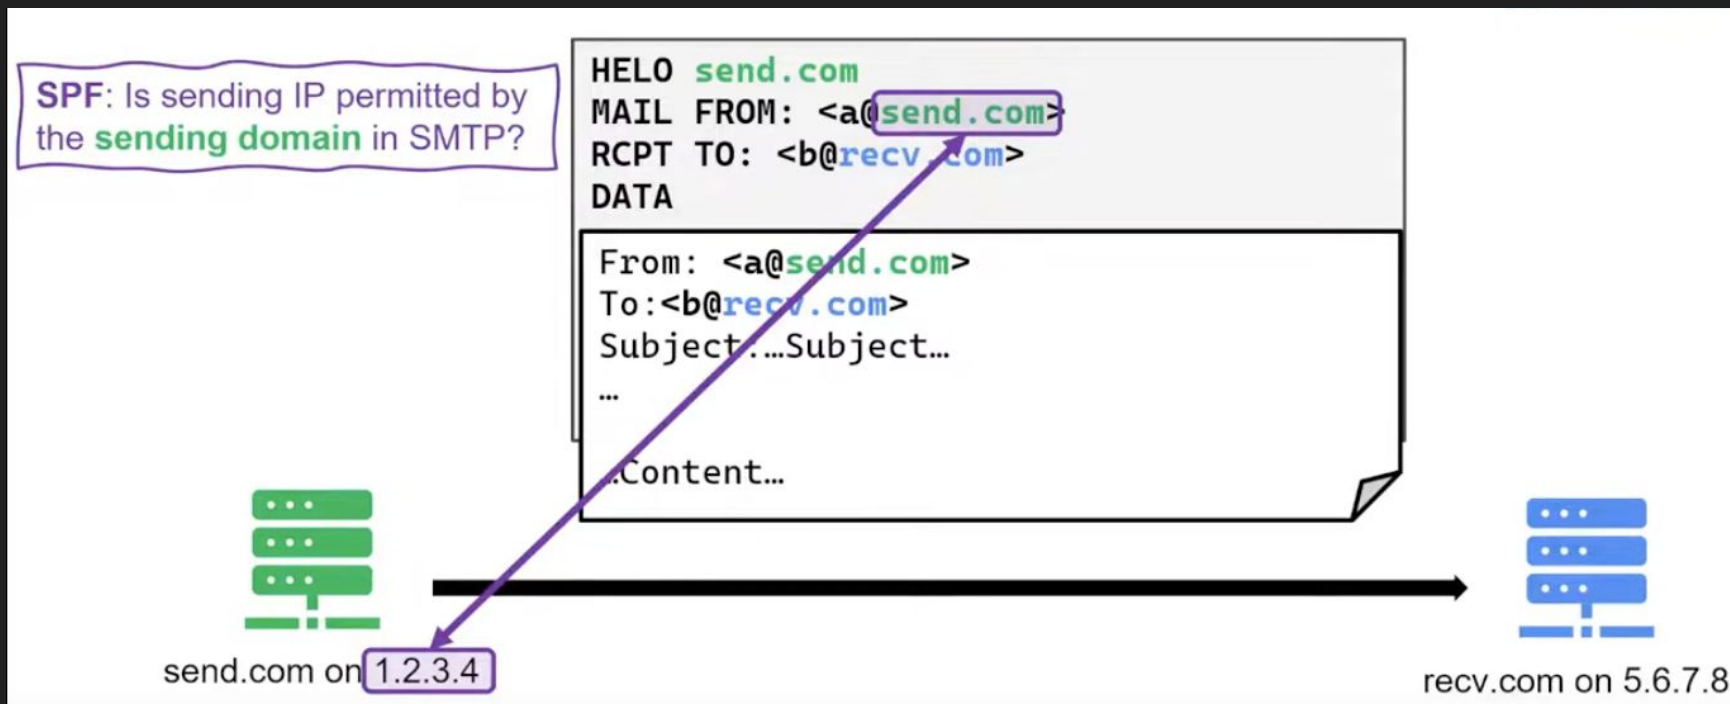 SPF: Is sending IP permitted by
the sending domain in SMTP?
HELO send.com
MAIL FROM: <a@send.com>
RCPT TO: <b@recv.com>
DATA
From: <a@send.com>
To:<b@recv.com>
Subject:…Subject…
…
…Content…
send.com on 1.2.3.4
recv.com on 5.6.7.8